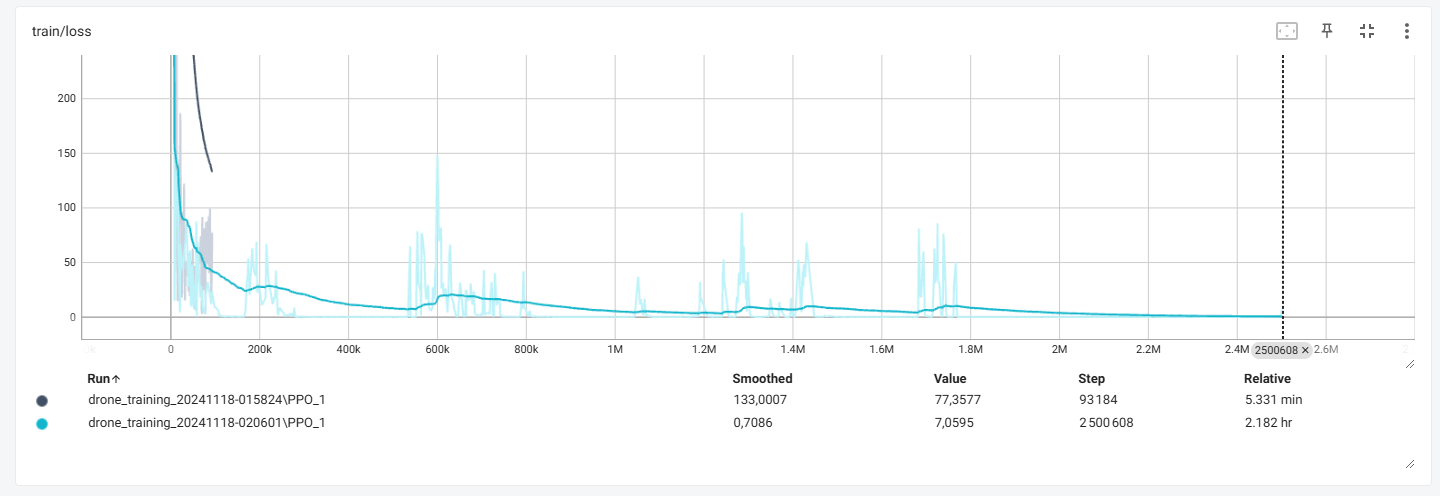 train/loss
200
150
100
50
0
0 200k 400k 600k 800k 1M 1.2M 1.4M 1.6M 1.8M 2M 2.2M 2.4M 2500608 × 2.6M
Run↑ Smoothed Value Step Relative
drone_training_20241118-015824\PPO_1 133,0007 77,3577 93 184 5.331 min
drone_training_20241118-020601\PPO_1 0,7086 7,0595 2 500 608 2.182 hr